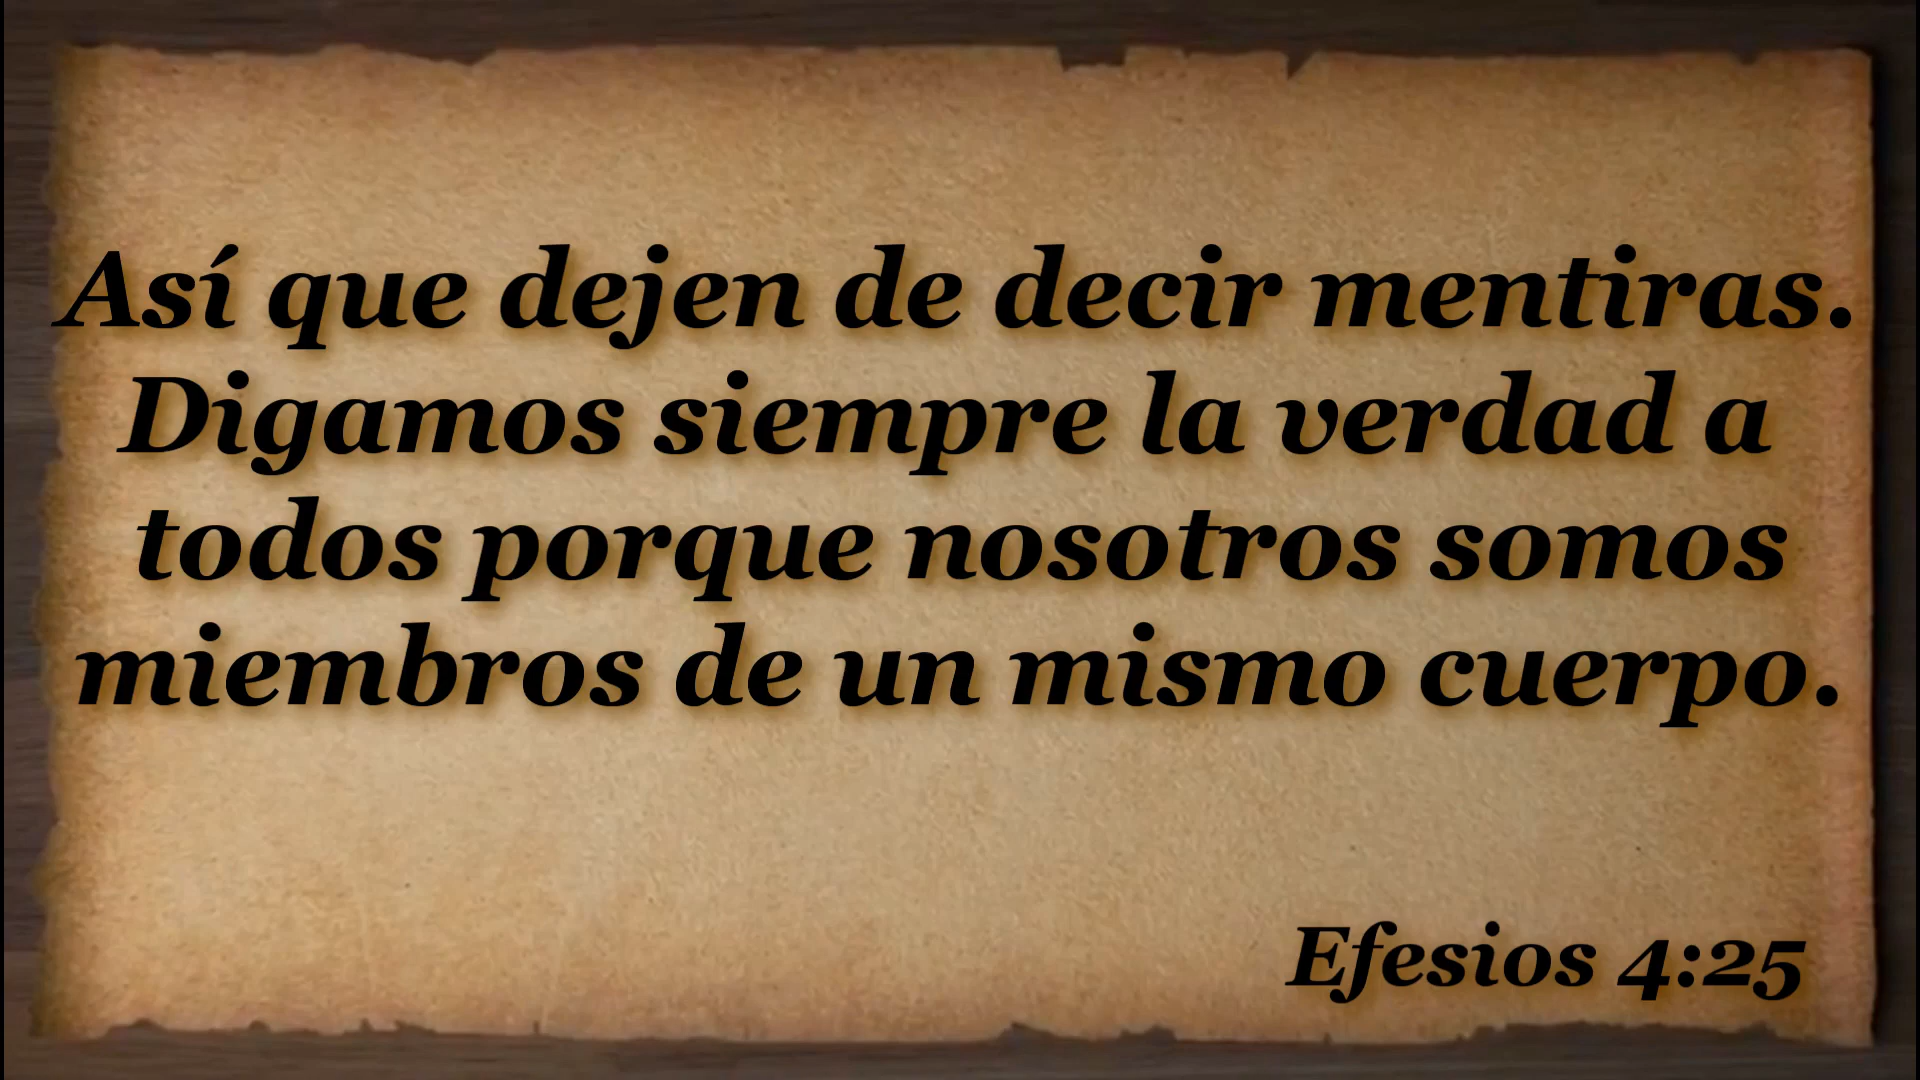 Así que dejen de decir mentiras.
Digamos siempre la verdad a
todos porque nosotros somos
miembros de un mismo cuerpo.
Efesios 4:25